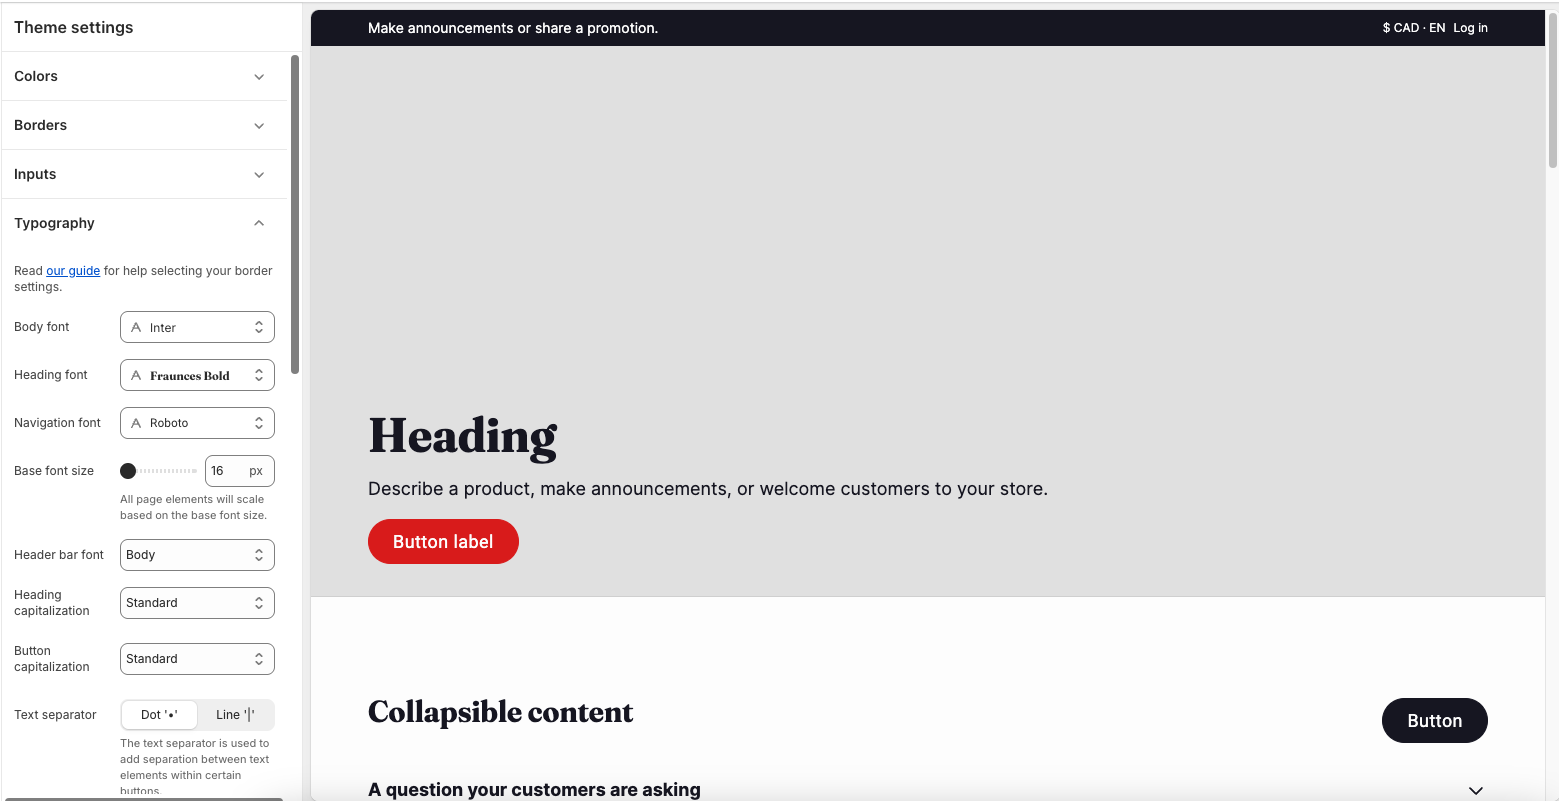 Theme settings
Colors
Borders
Inputs
Typography
Read our guide for help selecting your border
settings.
Body font
Inter
Heading font
Fraunces Bold
Navigation font
Roboto
Base font size
16 px
All page elements will scale
based on the base font size.
Header bar font
Body
Heading
capitalization
Standard
Button
capitalization
Standard
Text separator
Dot '•'
Line '|'
The text separator is used to
add separation between text
elements within certain
buttons.
Make announcements or share a promotion.
$ CAD · EN Log in
Heading
Describe a product, make announcements, or welcome customers to your store.
Button label
Collapsible content
Button
A question your customers are asking